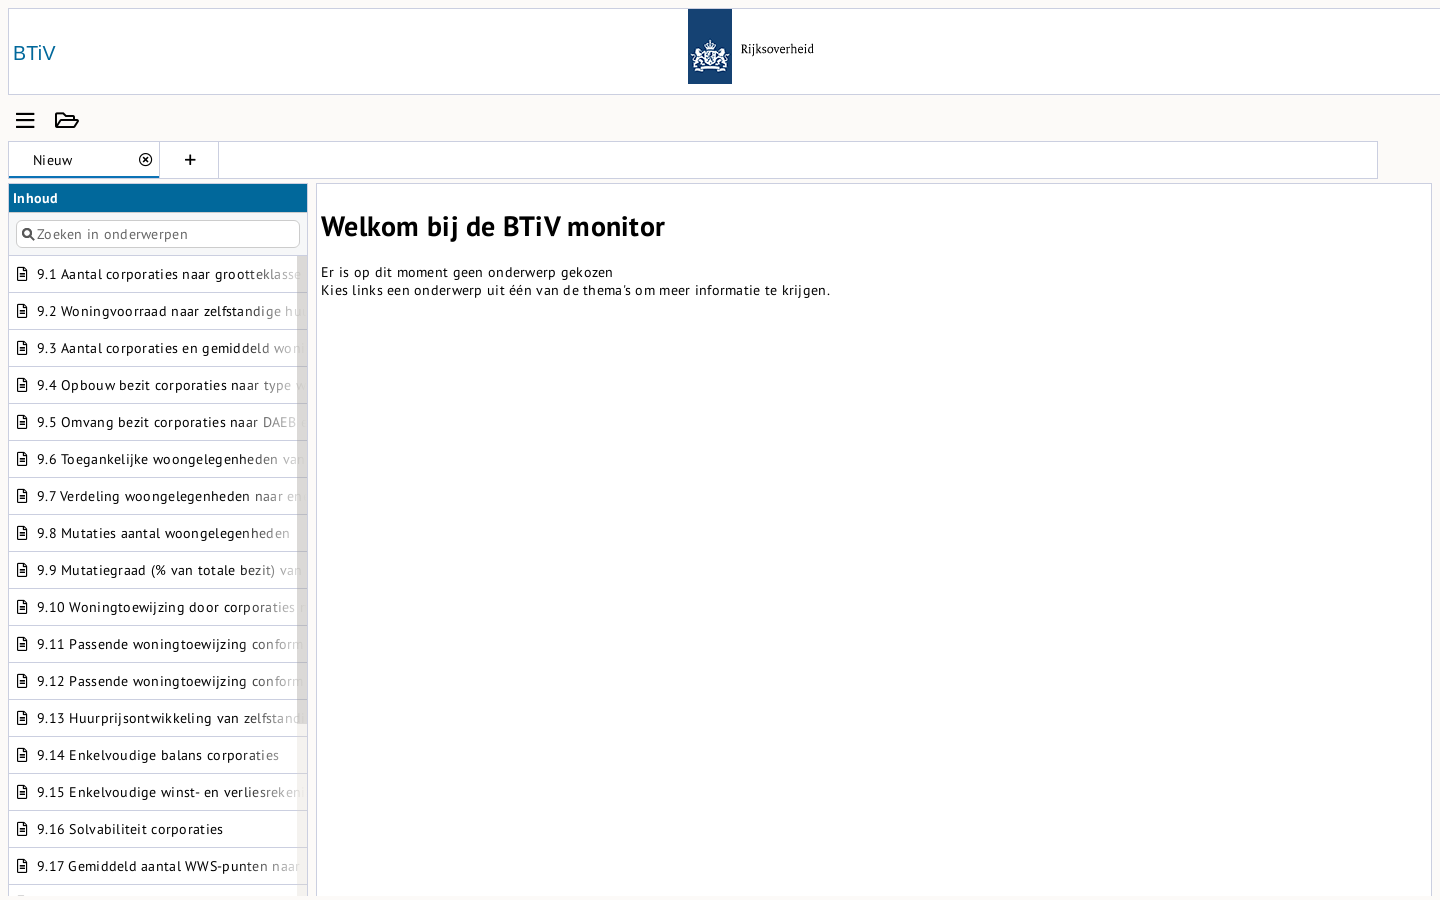 BTiV
Rijksoverheid
Nieuw
Inhoud
Zoeken in onderwerpen
9.1 Aantal corporaties naar grootteklasse
9.2 Woningvoorraad naar zelfstandige
9.3 Aantal corporaties en gemiddeld
9.4 Opbouw bezit corporaties naar type
9.5 Omvang bezit corporaties naar DAEB
9.6 Toegankelijke woongelegenheden van
9.7 Verdeling woongelegenheden naar
9.8 Mutaties aantal woongelegenheden
9.9 Mutatiegraad (% van totale bezit) van
9.10 Woningtoewijzing door corporaties
9.11 Passende woningtoewijzing conform
9.12 Passende woningtoewijzing conform
9.13 Huurprijsontwikkeling van
9.14 Enkelvoudige balans corporaties
9.15 Enkelvoudige winst- en
9.16 Solvabiliteit corporaties
9.17 Gemiddeld aantal WWS-punten naar
Welkom bij de BTiV monitor
Er is op dit moment geen onderwerp gekozen
Kies links een onderwerp uit één van de thema's om meer informatie te krijgen.